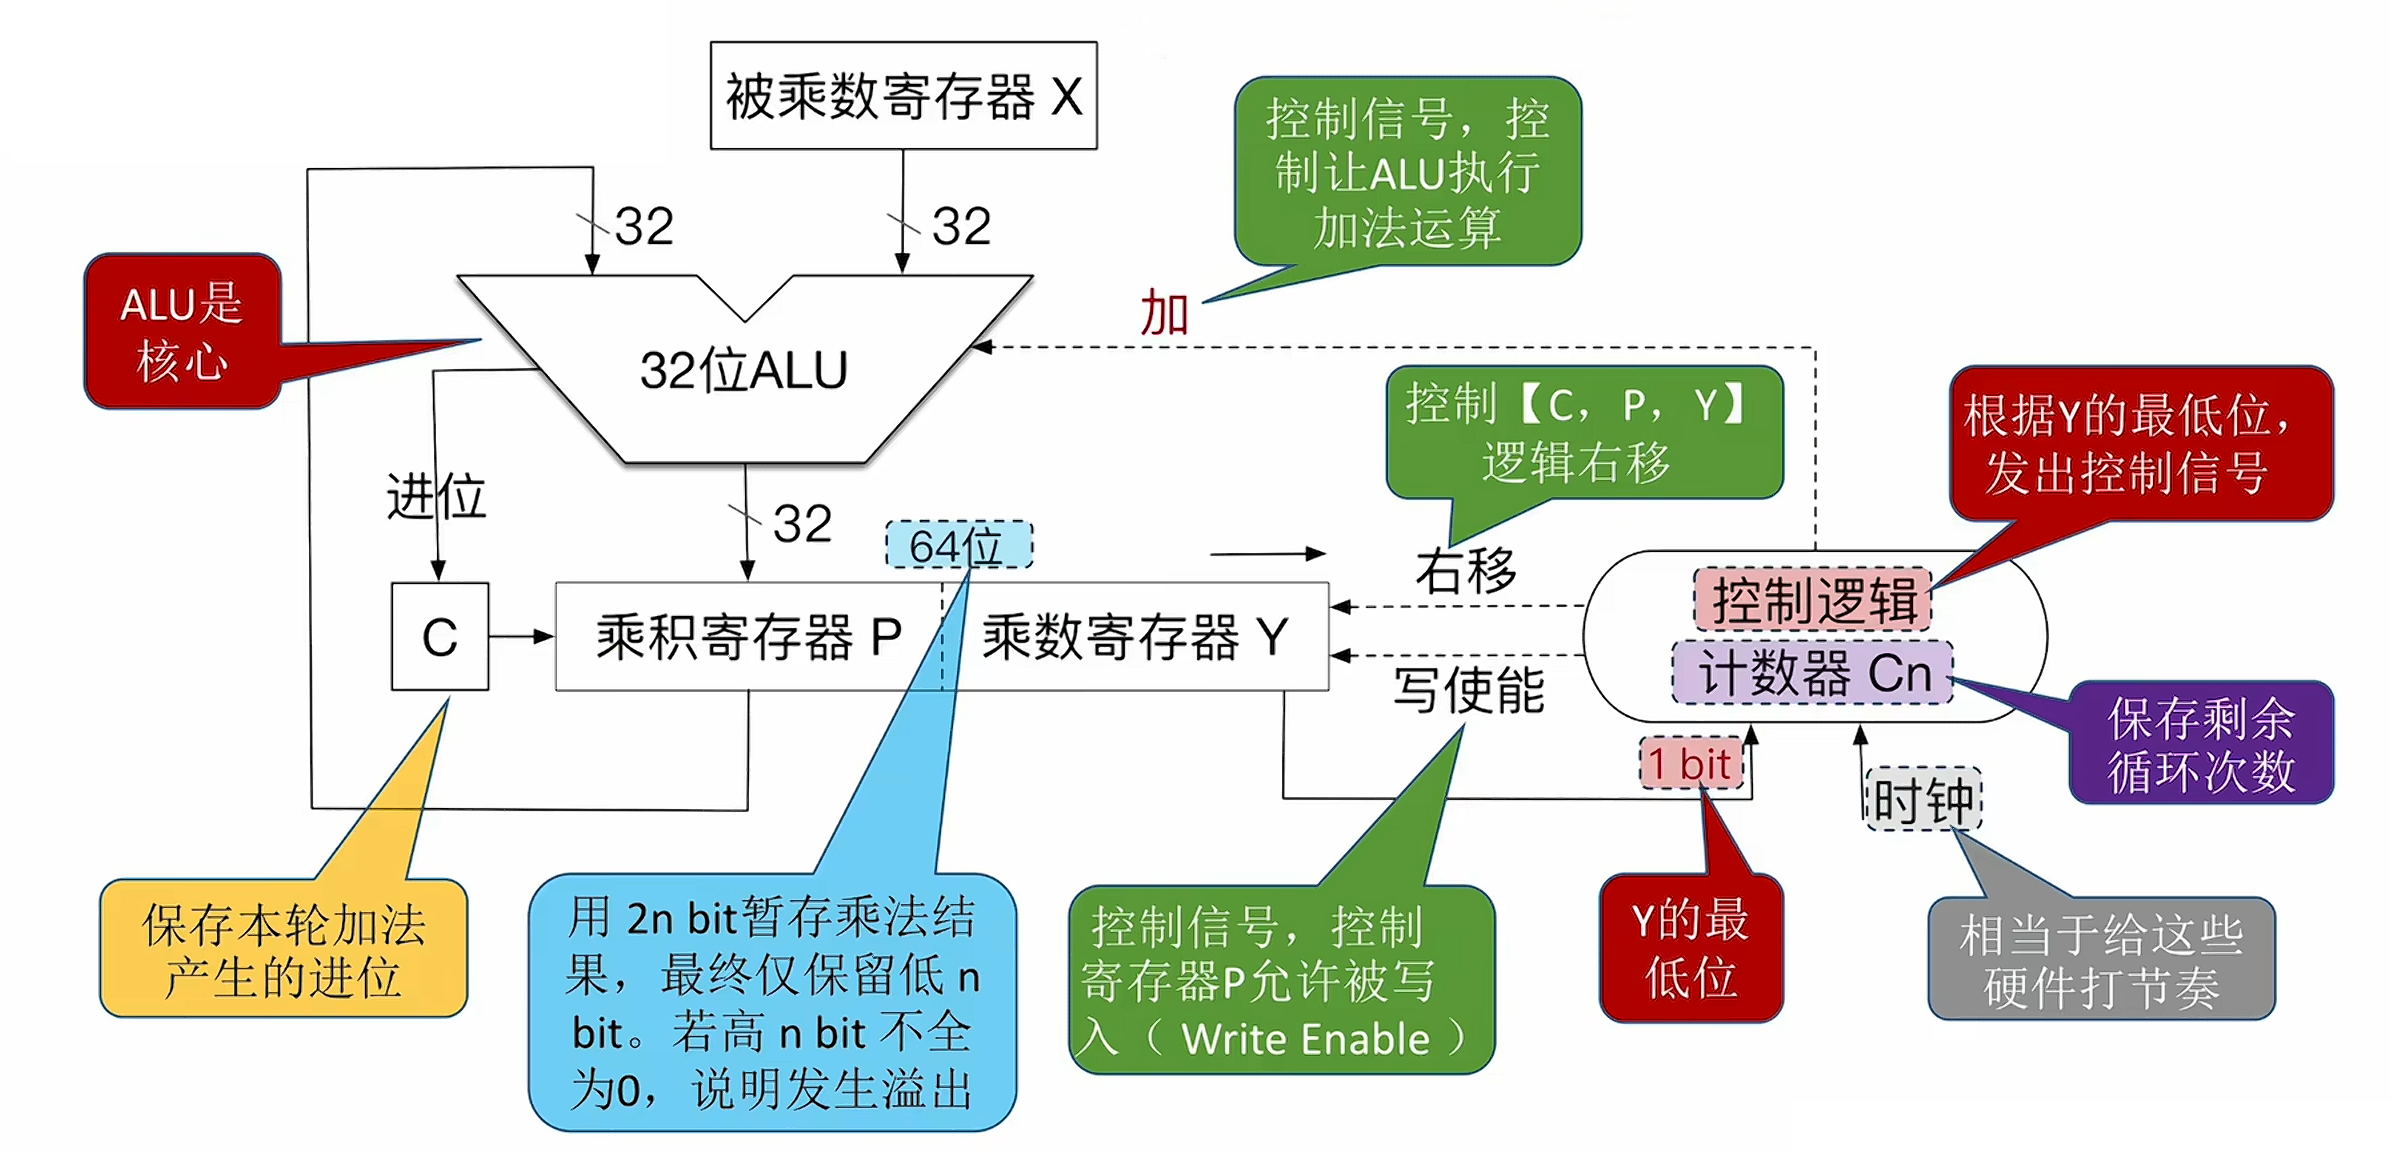 被乘数寄存器 X
控制信号，控
制让ALU执行
加法运算
32
32
加
ALU是
核心
32位ALU
控制【C，P，Y】
逻辑右移
根据Y的最低位，
发出控制信号
进位
32
64位
右移
C
乘积寄存器 P
乘数寄存器 Y
控制逻辑
计数器 Cn
写使能
保存剩余
循环次数
1 bit
时钟
保存本轮加法
产生的进位
用 2n bit暂存乘法结
果，最终仅保留低 n
bit。若高 n bit 不全
为0，说明发生溢出
控制信号，控制
寄存器P允许被写
入（ Write Enable ）
Y的最
低位
相当于给这些
硬件打节奏